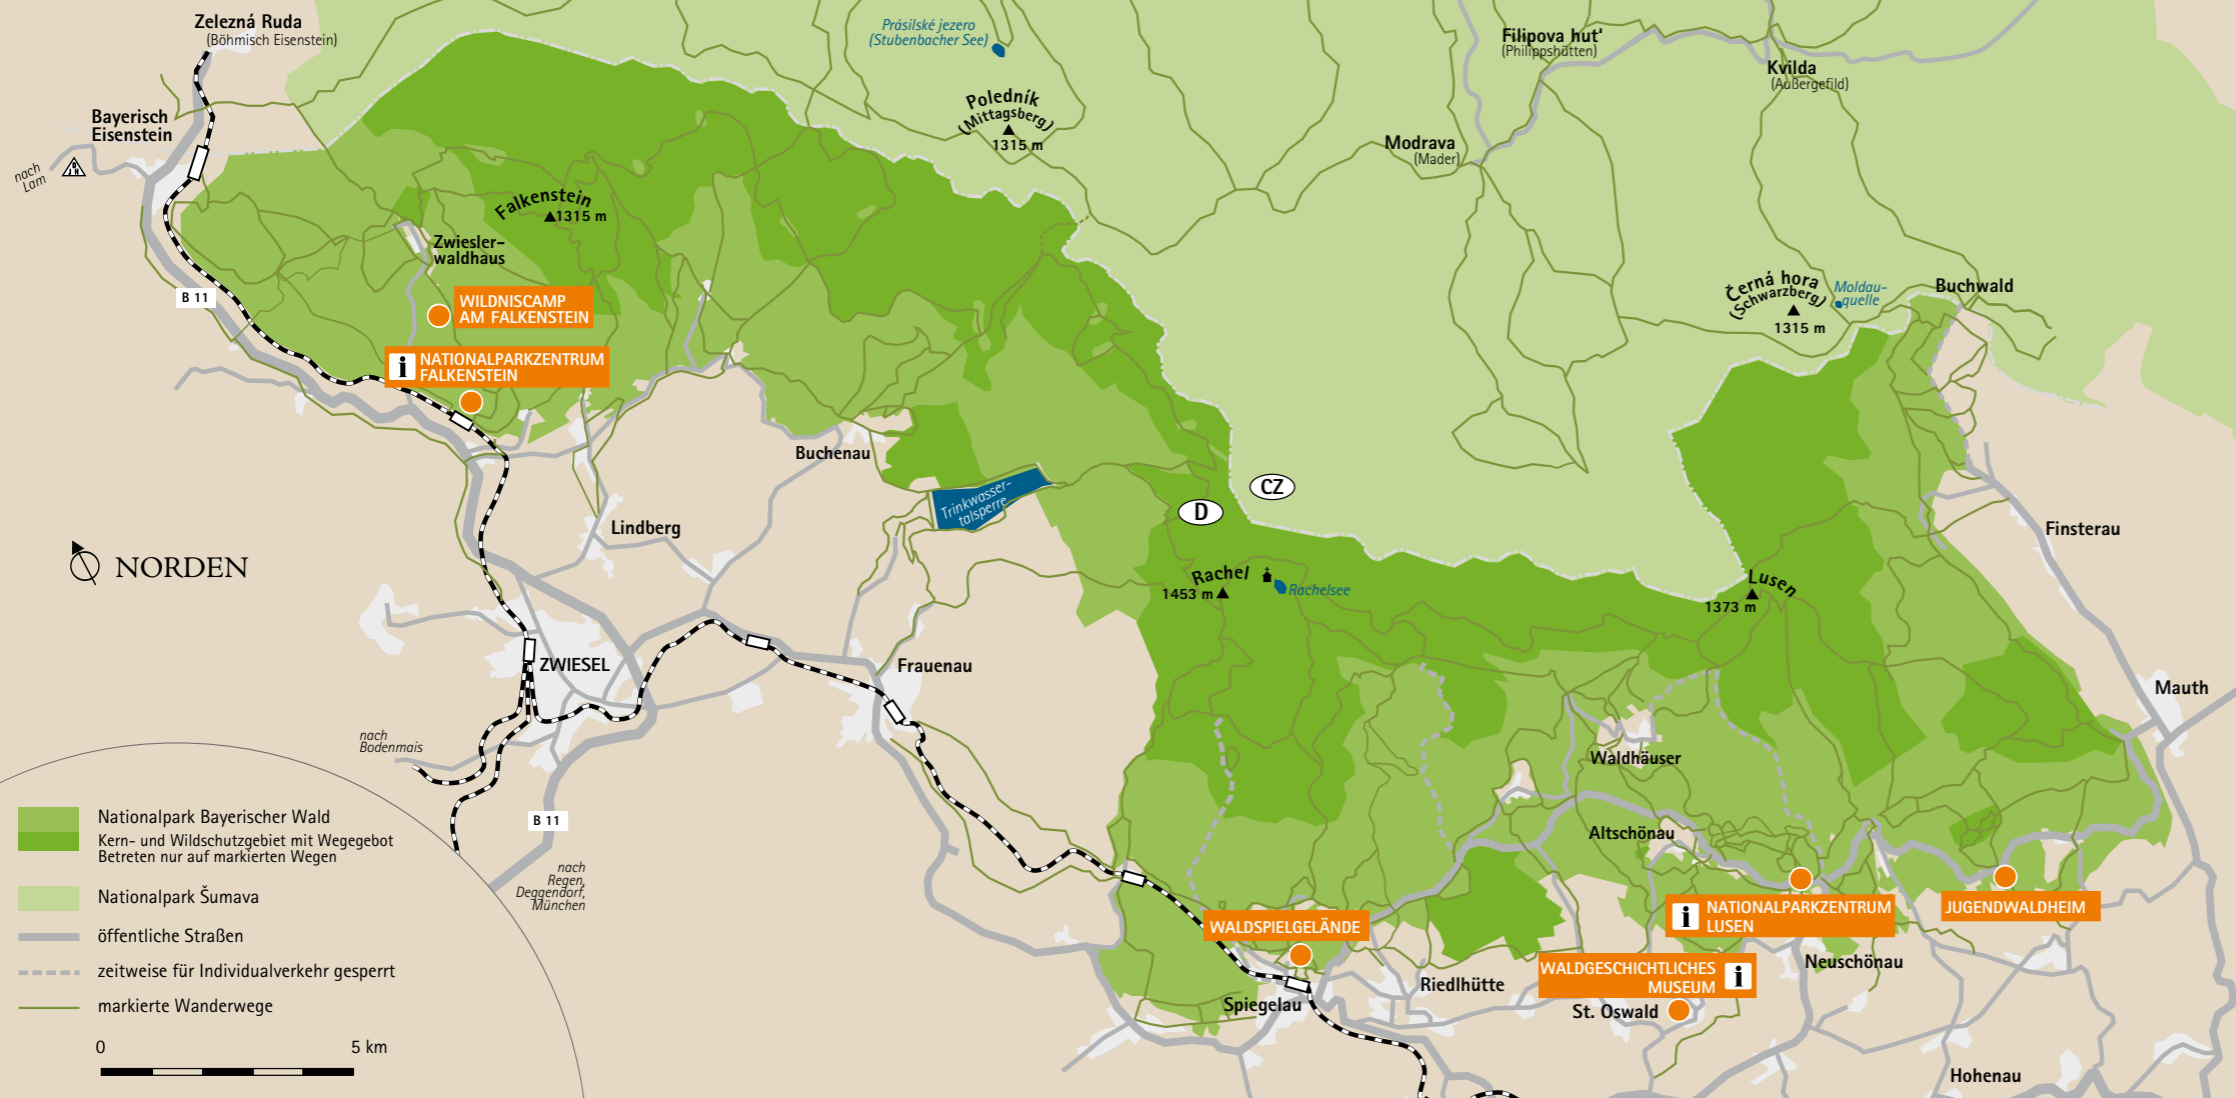 Zelezná Ruda
(Böhmisch Eisenstein)
Bayerisch
Eisenstein
nach
Lam
D
J H
Prásilské jezero
(Stubenbacher See)
Poledník
(Mittagsberg)
1315 m
Filipova hut'
(Philippshütten)
Kvilda
(Außergefild)
Modrava
(Mader)
Falkenstein
1315 m
Zwiesler-
waldhaus
B 11
WILDNISCAMP
AM FALKENSTEIN
i NATIONALPARKZENTRUM
FALKENSTEIN
Černá hora
(Schwarzberg)
1315 m
Moldau-
quelle
Buchwald
Buchenau
Trinkwasser-
talsperre
CZ
D
Lindberg
Finsterau
NORDEN
Rachel
1453 m
Rachelsee
Lusen
1373 m
ZWIESEL
Frauenau
Mauth
nach
Bodenmais
Waldhäuser
B 11
Altschönau
nach
Regen,
Deggendorf,
München
Nationalpark Bayerischer Wald
Kern- und Wildschutzgebiet mit Wegegebot
Betreten nur auf markierten Wegen
Nationalpark Šumava
öffentliche Straßen
zeitweise für Individualverkehr gesperrt
markierte Wanderwege
0 5 km
WALDSPIELGELÄNDE
i NATIONALPARKZENTRUM
LUSEN
JUGENDWALDHEIM
WALDGESCHICHTLICHES
MUSEUM i
Neuschönau
Riedlhütte
Spiegelau
St. Oswald
Hohenau